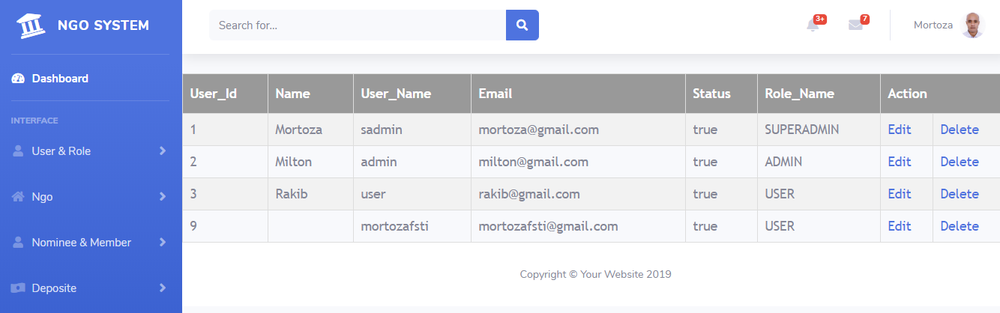 NGO SYSTEM
Search for...
3+
7
Mortoza
Dashboard
INTERFACE
User & Role
Ngo
Nominee & Member
Deposite
User_Id Name User_Name Email Status Role_Name Action
1 Mortoza sadmin mortoza@gmail.com true SUPERADMIN Edit Delete
2 Milton admin milton@gmail.com true ADMIN Edit Delete
3 Rakib user rakib@gmail.com true USER Edit Delete
9 mortozafsti mortozafsti@gmail.com true USER Edit Delete
Copyright © Your Website 2019